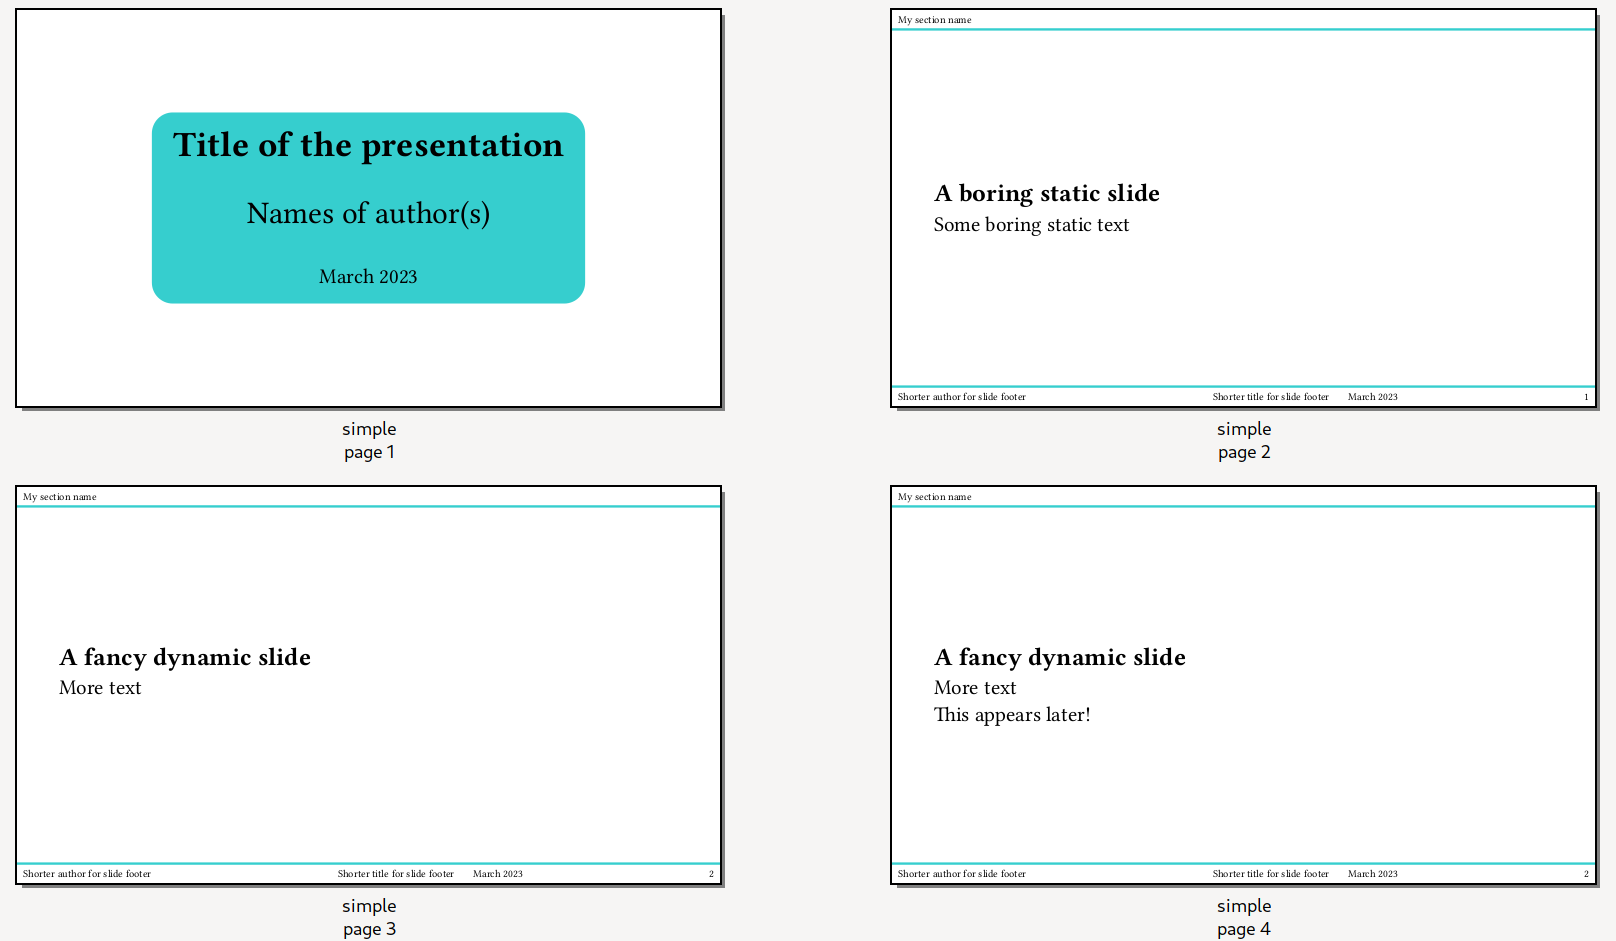 Title of the presentation
Names of author(s)
March 2023
simple
page 1
My section name
A boring static slide
Some boring static text
Shorter author for slide footer Shorter title for slide footer March 2023 1
simple
page 2
My section name
A fancy dynamic slide
More text
Shorter author for slide footer Shorter title for slide footer March 2023 2
simple
page 3
My section name
A fancy dynamic slide
More text
This appears later!
Shorter author for slide footer Shorter title for slide footer March 2023 2
simple
page 4